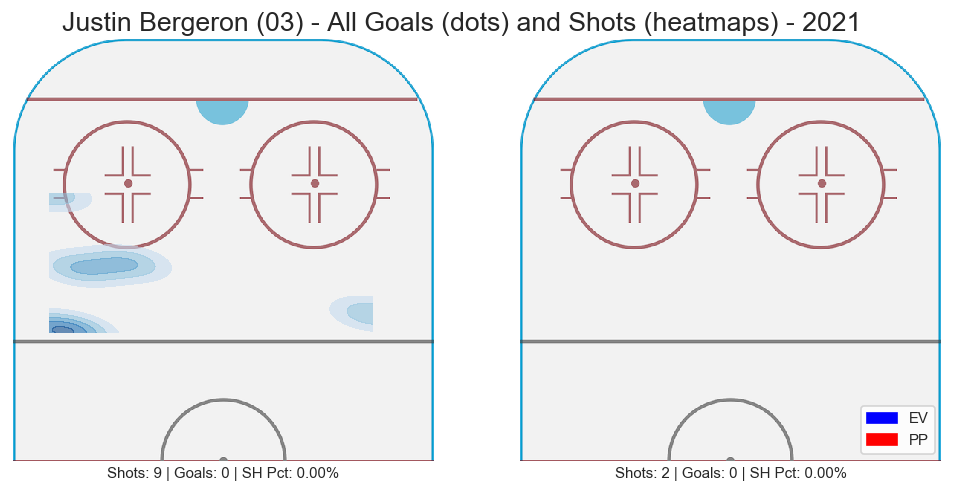 Justin Bergeron (03) - All Goals (dots) and Shots (heatmaps) - 2021
EV
PP
Shots: 9 | Goals: 0 | SH Pct: 0.00%
Shots: 2 | Goals: 0 | SH Pct: 0.00%